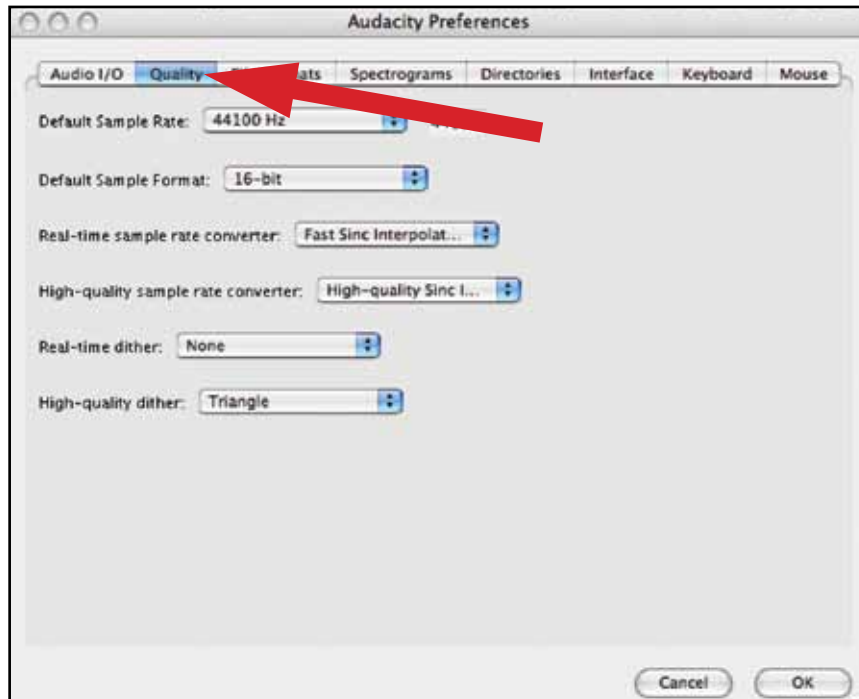 Audacity Preferences
Audio I/O Quality Spectrograms Directories Interface Keyboard Mouse
Default Sample Rate: 44100 Hz
Default Sample Format: 16-bit
Real-time sample rate converter: Fast Sinc Interpolat...
High-quality sample rate converter: High-quality Sinc I...
Real-time dither: None
High-quality dither: Triangle
Cancel OK